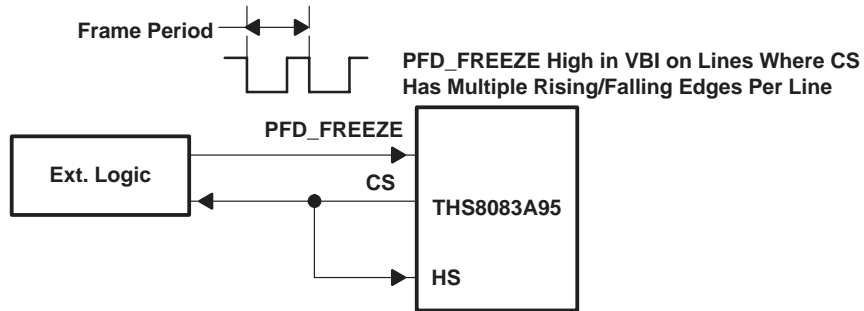 Frame Period
PFD_FREEZE High in VBI on Lines Where CS
Has Multiple Rising/Falling Edges Per Line
PFD_FREEZE
Ext. Logic
CS
THS8083A95
HS